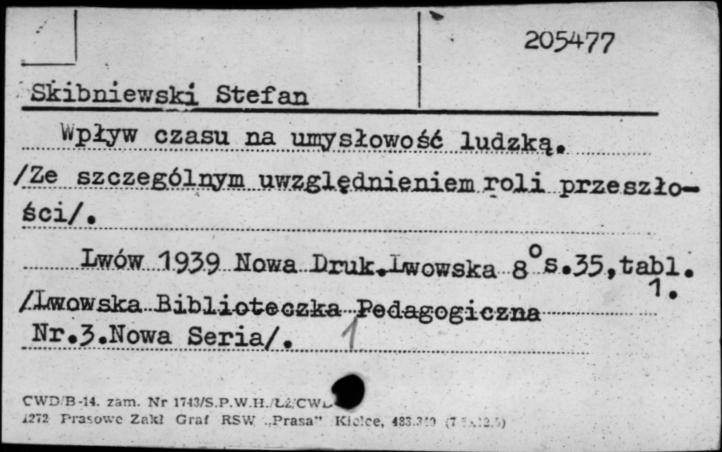 205477
Skibniewski Stefan
Wpływ czasu na umysłowość ludzką.
/Ze szczególnym uwzględnieniem roli przeszło-
ści/.
Lwów 1939 Nowa Druk.Lwowska 8° s.35,tabl.
1.
/Lwowska Biblioteczka Pedagogiczna
Nr.3.Nowa Seria/.
1
CWD/B-14. zam. Nr 1743/S.P.W.H./ŁŻ/CWD
1272 Prasowe Zakł Graf RSW „Prasa” Kielce,